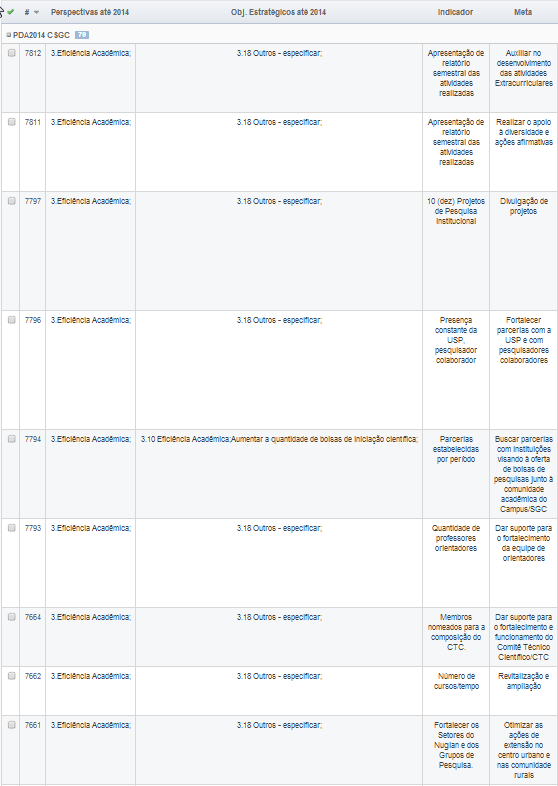 # Perspectivas até 2014 Obj. Estratégicos até 2014 Indicador Meta
PDA2014 CSGC 78
7812 3.Eficiência Acadêmica; 3.18 Outros - especificar; Apresentação de Auxiliar no
relatório desenvolvimento
semestral das das atividades
atividades Extracurriculares
realizadas
7811 3.Eficiência Acadêmica; 3.18 Outros - especificar; Apresentação de Realizar o apoio
relatório à diversidade e
semestral das ações afirmativas
atividades
realizadas
7797 3.Eficiência Acadêmica; 3.18 Outros - especificar; 10 (dez) Projetos Divulgação de
de Pesquisa projetos
Institucional
7796 3.Eficiência Acadêmica; 3.18 Outros - especificar; Presença Fortalecer
constante da parcerias com a
USP, USP e com
pesquisador pesquisadores
colaborador colaboradores
7794 3.Eficiência Acadêmica; 3.10 Eficiência Acadêmica;Aumentar a quantidade de bolsas de iniciação científica; Parcerias Buscar parcerias
estabelecidas com instituições
por período visando à oferta
de bolsas de
pesquisas junto à
comunidade
acadêmica do
Campus/SGC
7793 3.Eficiência Acadêmica; 3.18 Outros - especificar; Quantidade de Dar suporte para
professores o fortalecimento
orientadores da equipe de
orientadores
7664 3.Eficiência Acadêmica; 3.18 Outros - especificar; Membros Dar suporte para
nomeados para a o fortalecimento e
composição do funcionamento do
CTC. Comitê Técnico
Científico/CTC
7662 3.Eficiência Acadêmica; 3.18 Outros - especificar; Número de Revitalização e
cursos/tempo ampliação
7661 3.Eficiência Acadêmica; 3.18 Outros - especificar; Fortalecer os Otimizar as
Setores do ações de
Nugian e dos extensão no
Grupos de centro urbano e
Pesquisa. nas comunidade
rurais